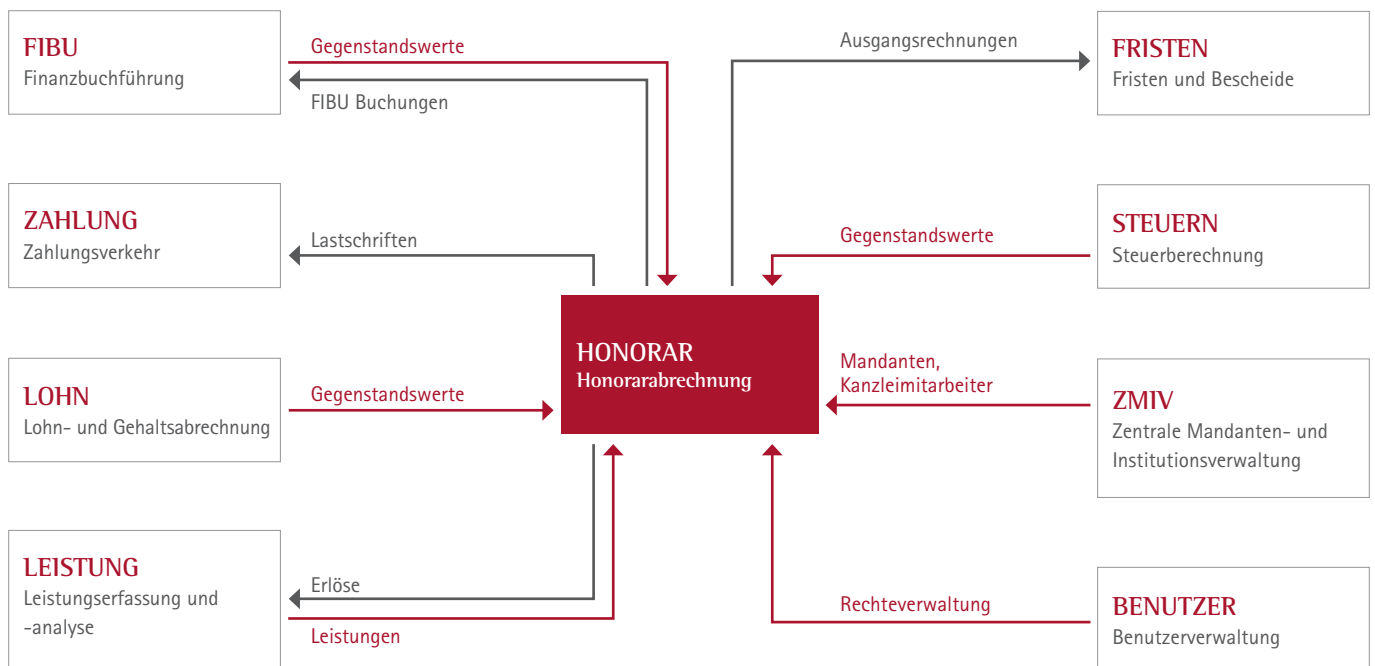 FIBU
Finanzbuchführung
Gegenstandswerte
FIBU Buchungen
Ausgangsrechnungen
FRISTEN
Fristen und Bescheide
ZAHLUNG
Zahlungsverkehr
Lastschriften
Gegenstandswerte
STEUERN
Steuerberechnung
LOHN
Lohn- und Gehaltsabrechnung
Gegenstandswerte
HONORAR
Honorarabrechnung
Mandanten,
Kanzleimitarbeiter
ZMIV
Zentrale Mandanten- und
Institutionsverwaltung
LEISTUNG
Leistungserfassung und
-analyse
Erlöse
Leistungen
Rechteverwaltung
BENUTZER
Benutzerverwaltung